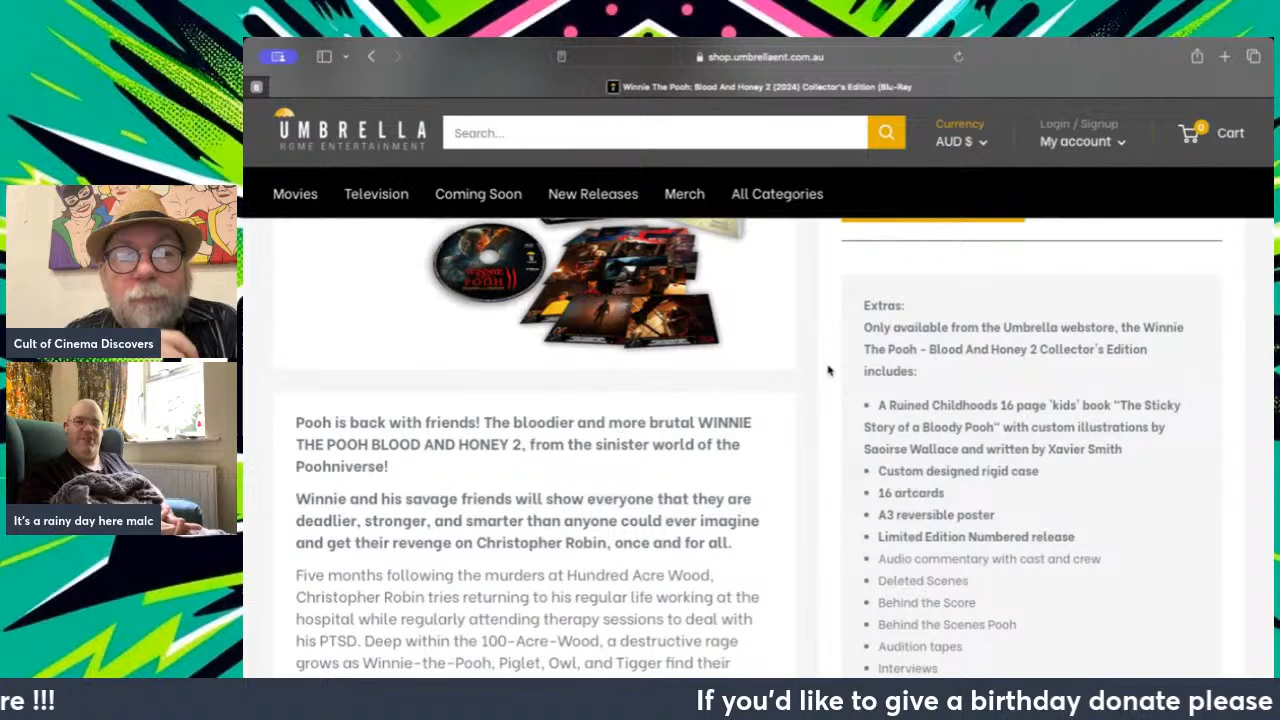 shop.umbrellaent.com.au
Winnie The Pooh: Blood And Honey 2 (2024) Collector's Edition (Blu-Ray
UMBRELLA
HOME ENTERTAINMENT
Search...
Currency
AUD $
Login / Signup
My account
0
Cart
Movies
Television
Coming Soon
New Releases
Merch
All Categories
Extras:
Only available from the Umbrella webstore, the Winnie
The Pooh - Blood And Honey 2 Collector's Edition
includes:
• A Ruined Childhoods 16 page 'kids' book "The Sticky
Story of a Bloody Pooh" with custom illustrations by
Saoirse Wallace and written by Xavier Smith
• Custom designed rigid case
• 16 artcards
• A3 reversible poster
• Limited Edition Numbered release
• Audio commentary with cast and crew
• Deleted Scenes
• Behind the Score
• Behind the Scenes Pooh
• Audition tapes
• Interviews
Pooh is back with friends! The bloodier and more brutal WINNIE
THE POOH BLOOD AND HONEY 2, from the sinister world of the
Poohniverse!
Winnie and his savage friends will show everyone that they are
deadlier, stronger, and smarter than anyone could ever imagine
and get their revenge on Christopher Robin, once and for all.
Five months following the murders at Hundred Acre Wood,
Christopher Robin tries returning to his regular life working at the
hospital while regularly attending therapy sessions to deal with
his PTSD. Deep within the 100-Acre-Wood, a destructive rage
grows as Winnie-the-Pooh, Piglet, Owl, and Tigger find their
Cult of Cinema Discovers
It's a rainy day here malc
re !!!
If you'd like to give a birthday donate please